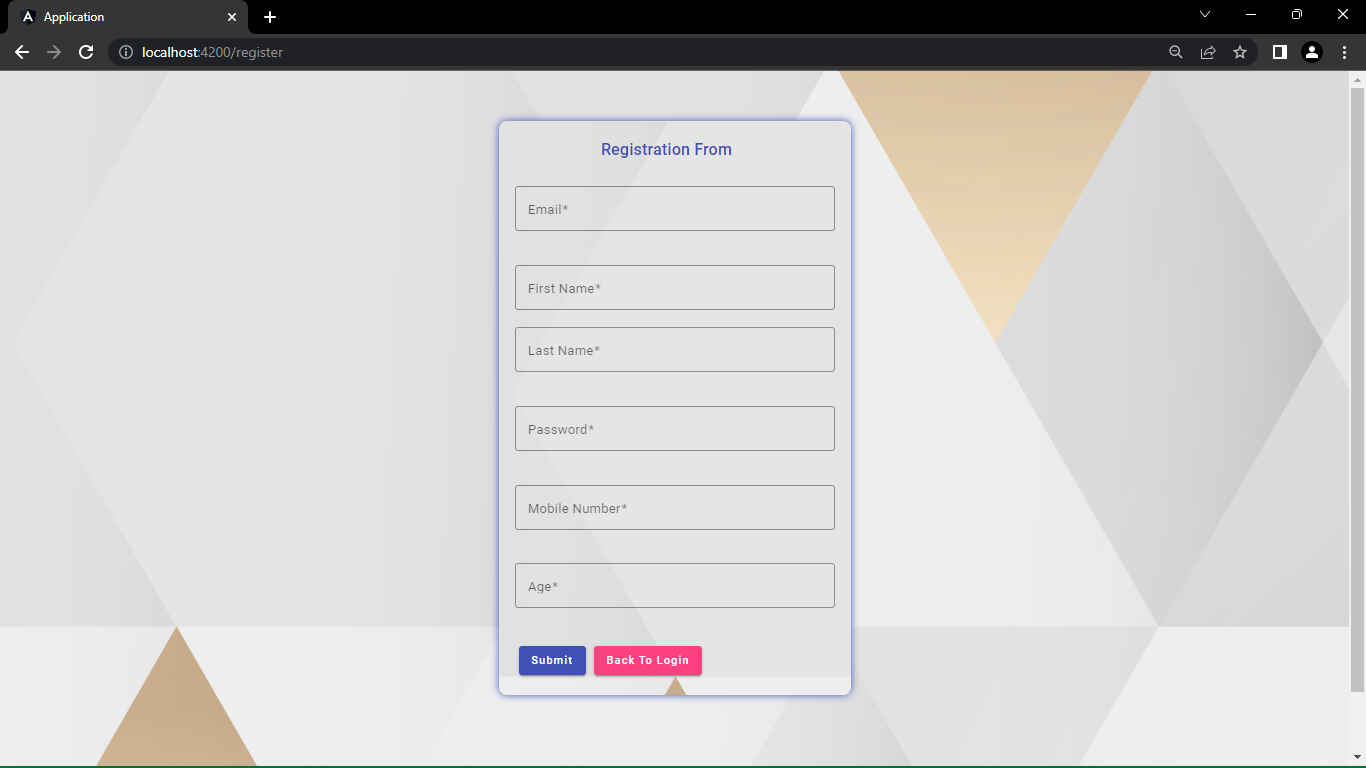 Application
localhost:4200/register
Registration From
Email*
First Name*
Last Name*
Password*
Mobile Number*
Age*
Submit Back To Login